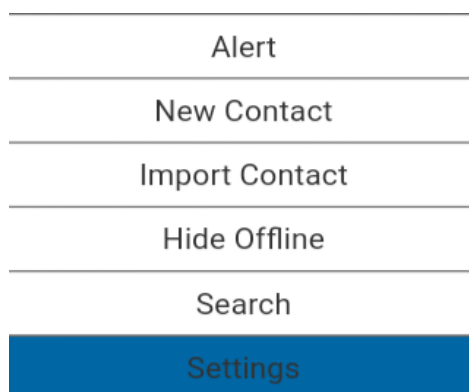 Alert
New Contact
Import Contact
Hide Offline
Search
Settings